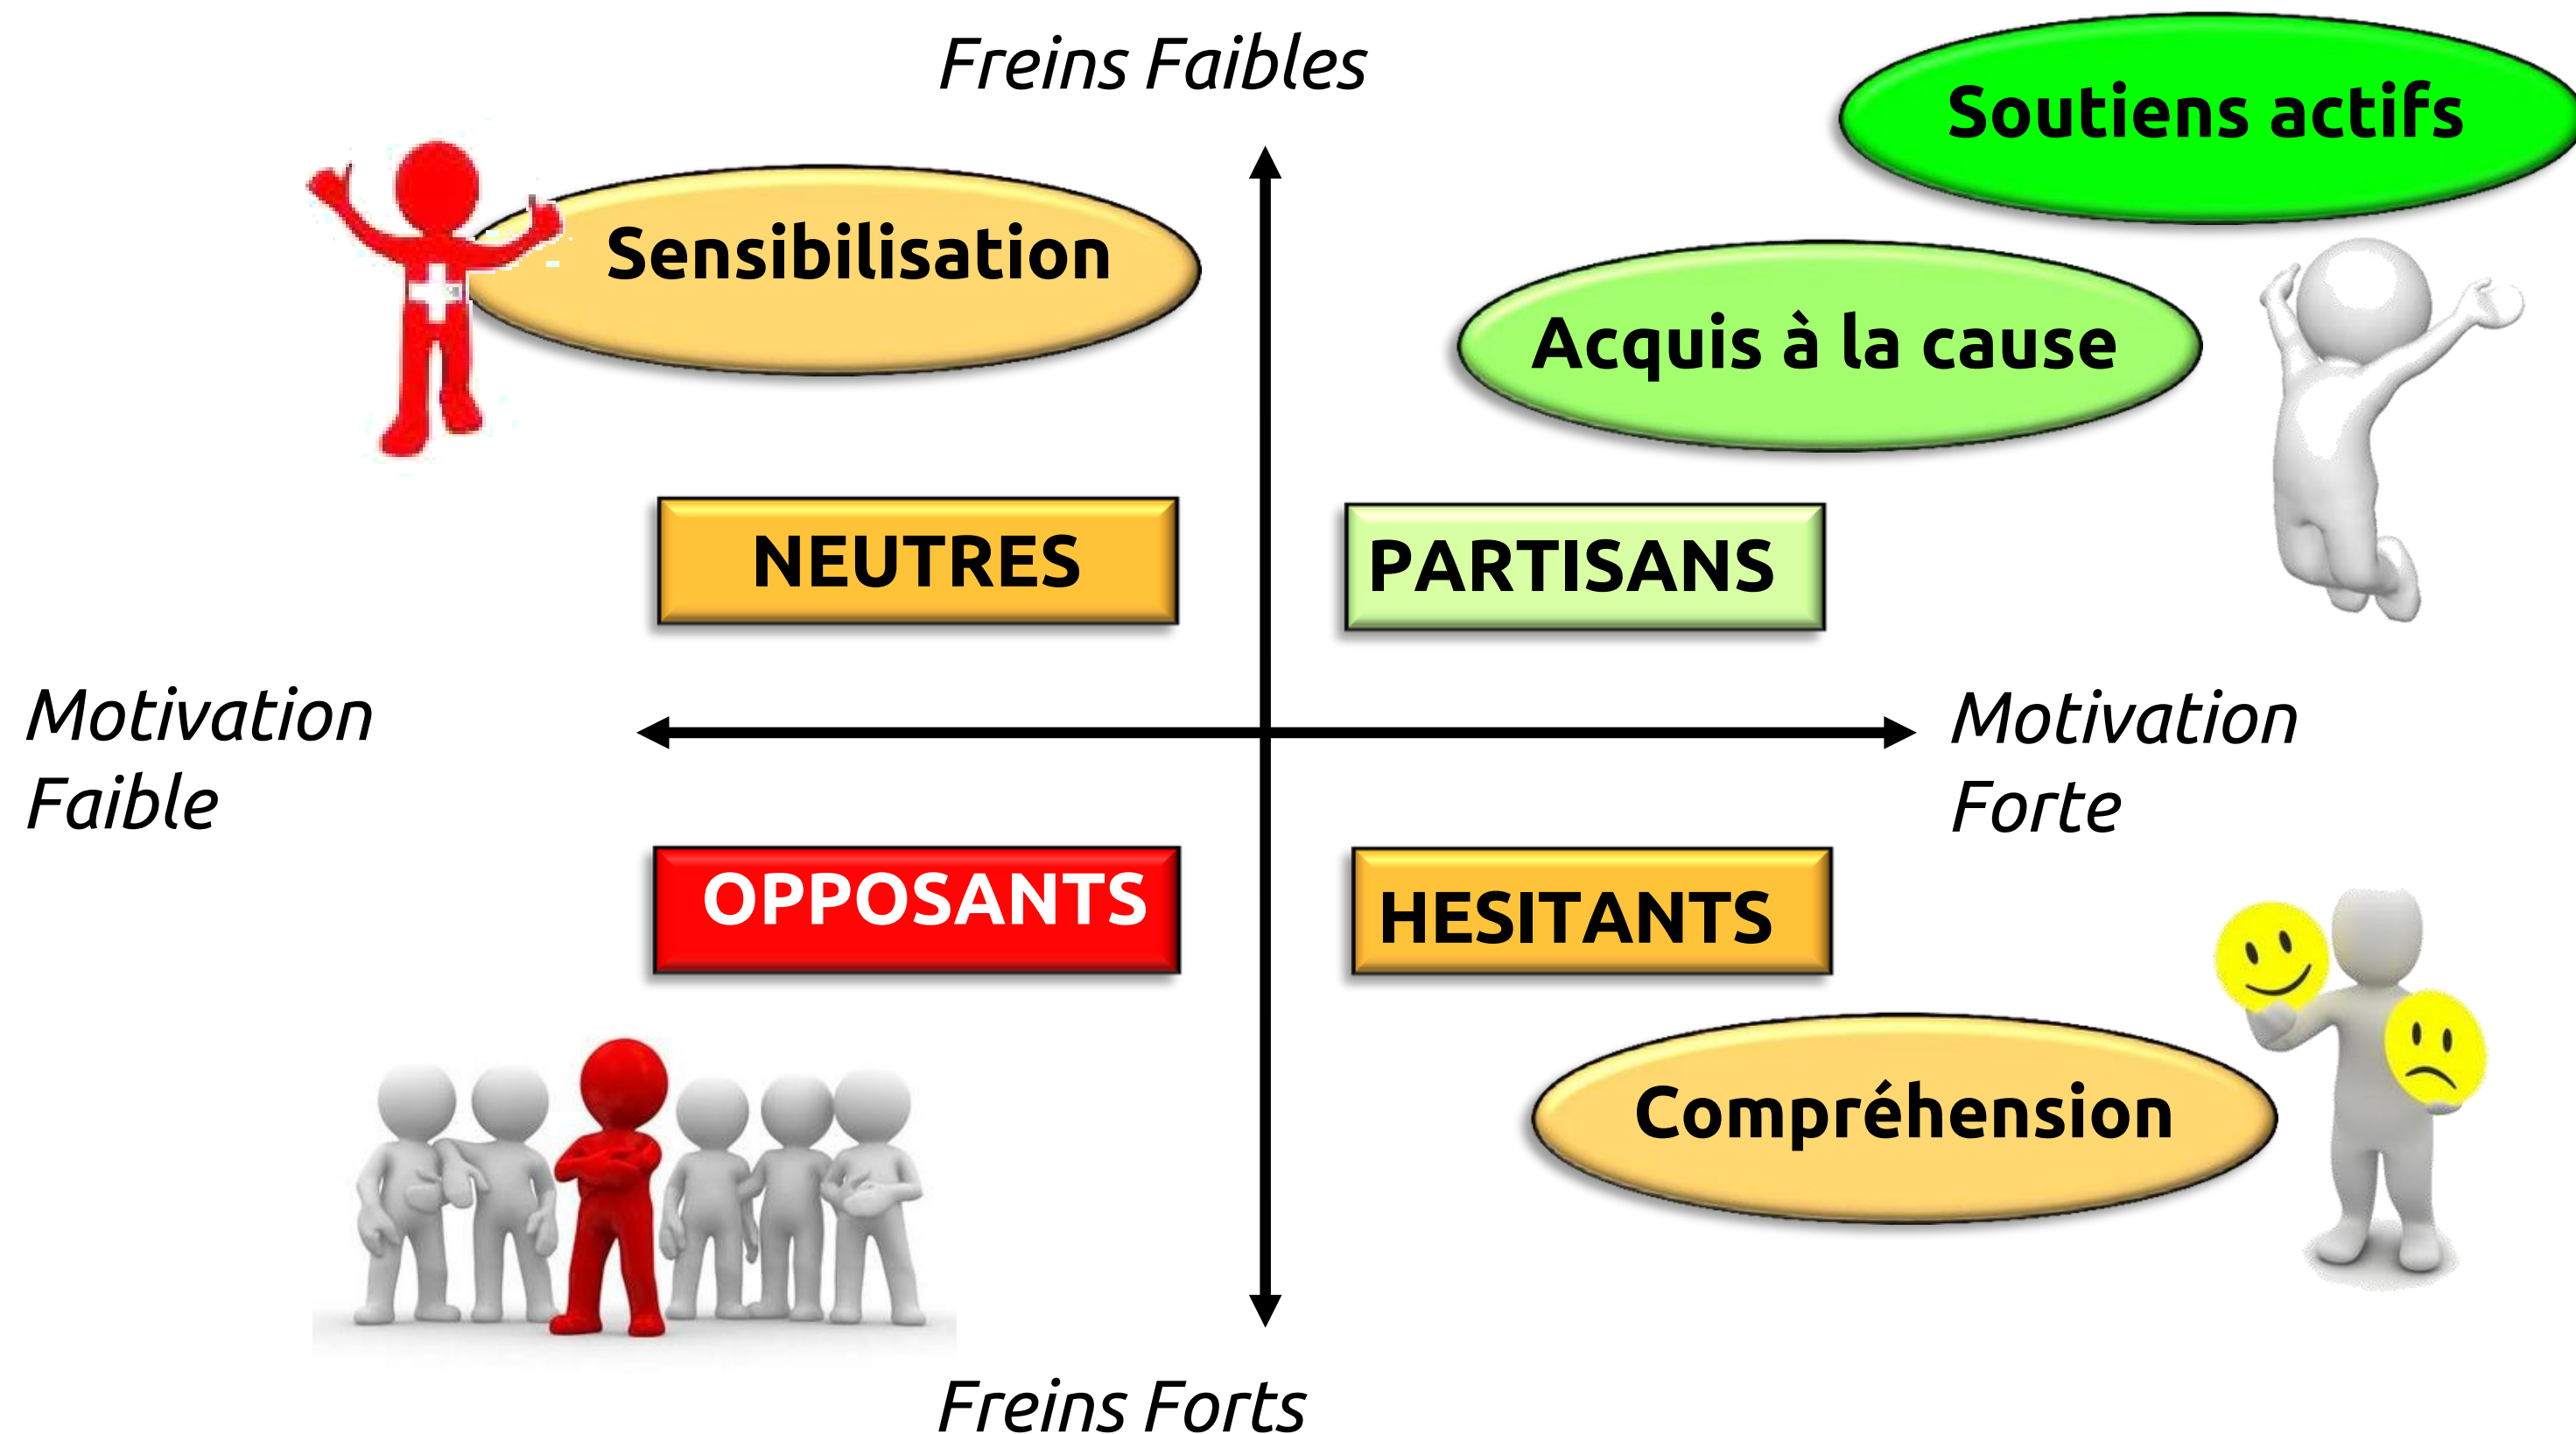 Freins Faibles
Soutiens actifs
Sensibilisation
Acquis à la cause
NEUTRES
PARTISANS
Motivation
Faible
Motivation
Forte
OPPOSANTS
HESITANTS
Compréhension
Freins Forts